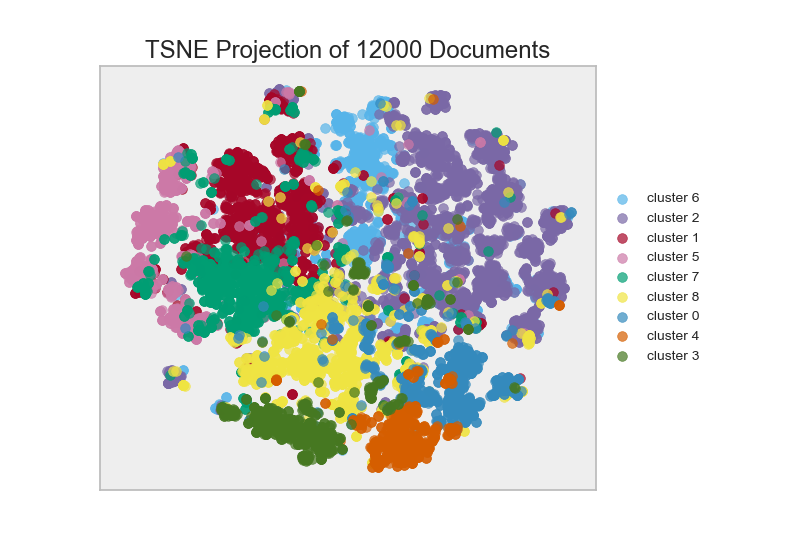 TSNE Projection of 12000 Documents
cluster 6
cluster 2
cluster 1
cluster 5
cluster 7
cluster 8
cluster 0
cluster 4
cluster 3